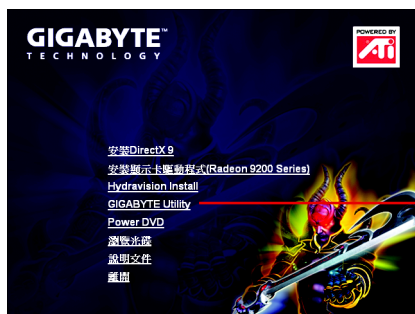 GIGABYTE™
TECHNOLOGY
POWERED BY
ATi
安裝DirectX 9
安裝顯示卡驅動程式(Radeon 9200 Series)
Hydravision Install
GIGABYTE Utility
Power DVD
瀏覽光碟
說明文件
離開